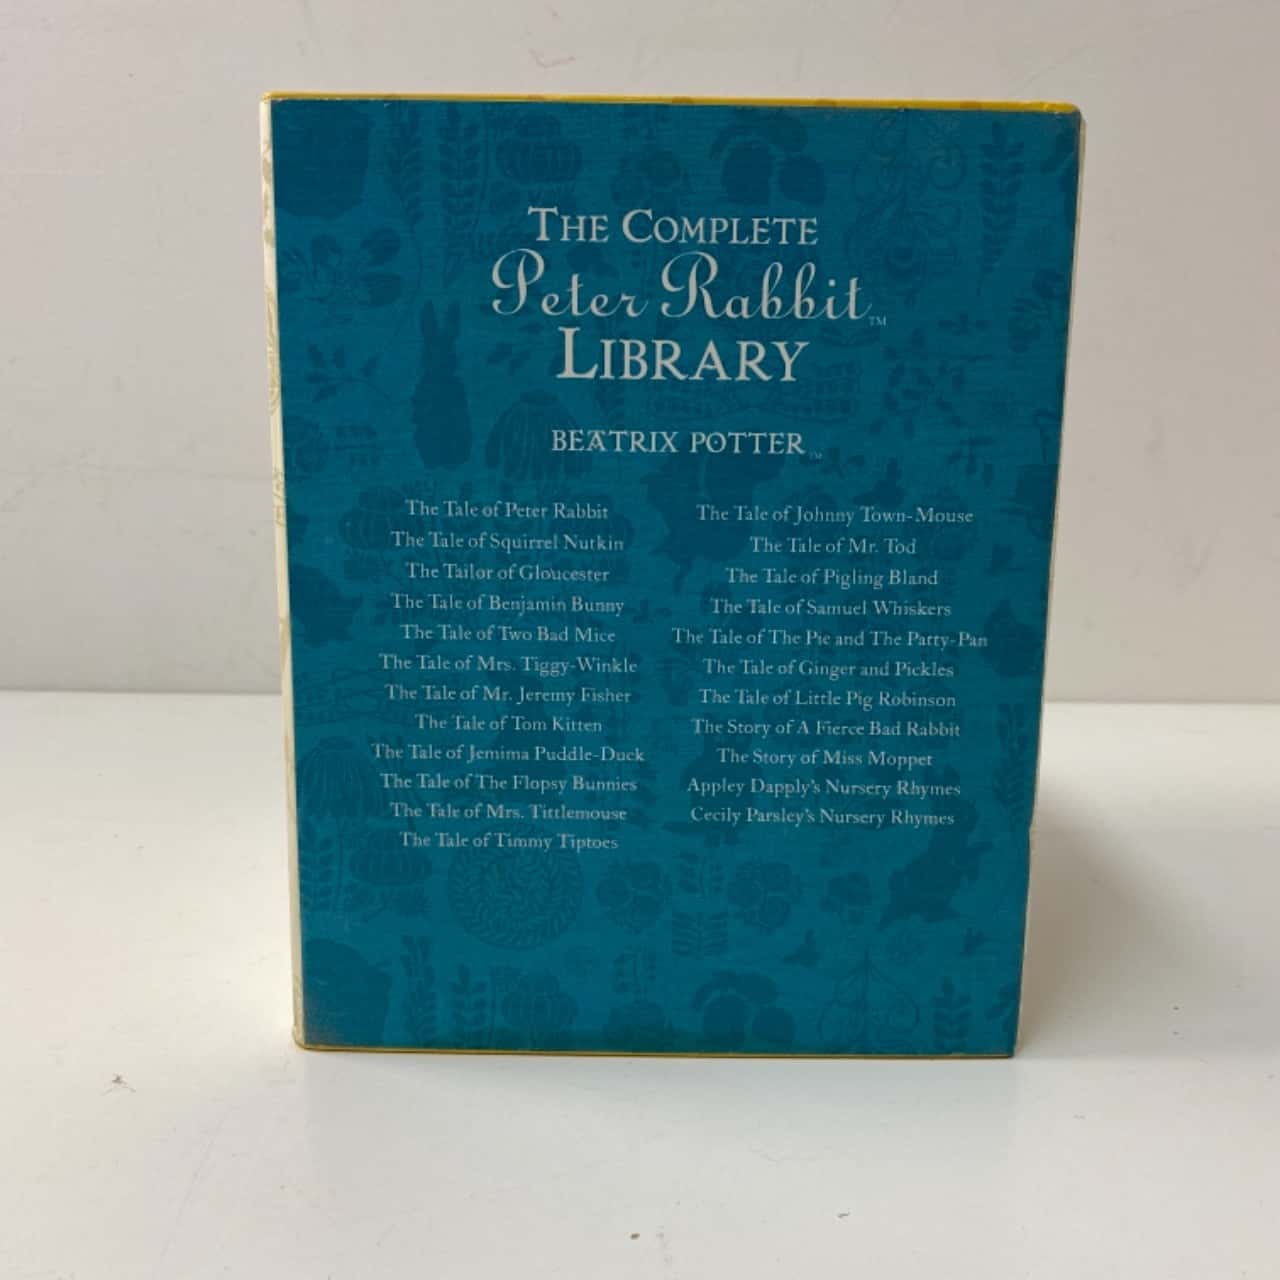 THE COMPLETE
Peter Rabbit™
LIBRARY
BEATRIX POTTER™
The Tale of Peter Rabbit
The Tale of Squirrel Nutkin
The Tailor of Gloucester
The Tale of Benjamin Bunny
The Tale of Two Bad Mice
The Tale of Mrs. Tiggy-Winkle
The Tale of Mr. Jeremy Fisher
The Tale of Tom Kitten
The Tale of Jemima Puddle-Duck
The Tale of The Flopsy Bunnies
The Tale of Mrs. Tittlemouse
The Tale of Timmy Tiptoes
The Tale of Johnny Town-Mouse
The Tale of Mr. Tod
The Tale of Pigling Bland
The Tale of Samuel Whiskers
The Tale of The Pie and The Patty-Pan
The Tale of Ginger and Pickles
The Tale of Little Pig Robinson
The Story of A Fierce Bad Rabbit
The Story of Miss Moppet
Appley Dapply's Nursery Rhymes
Cecily Parsley's Nursery Rhymes